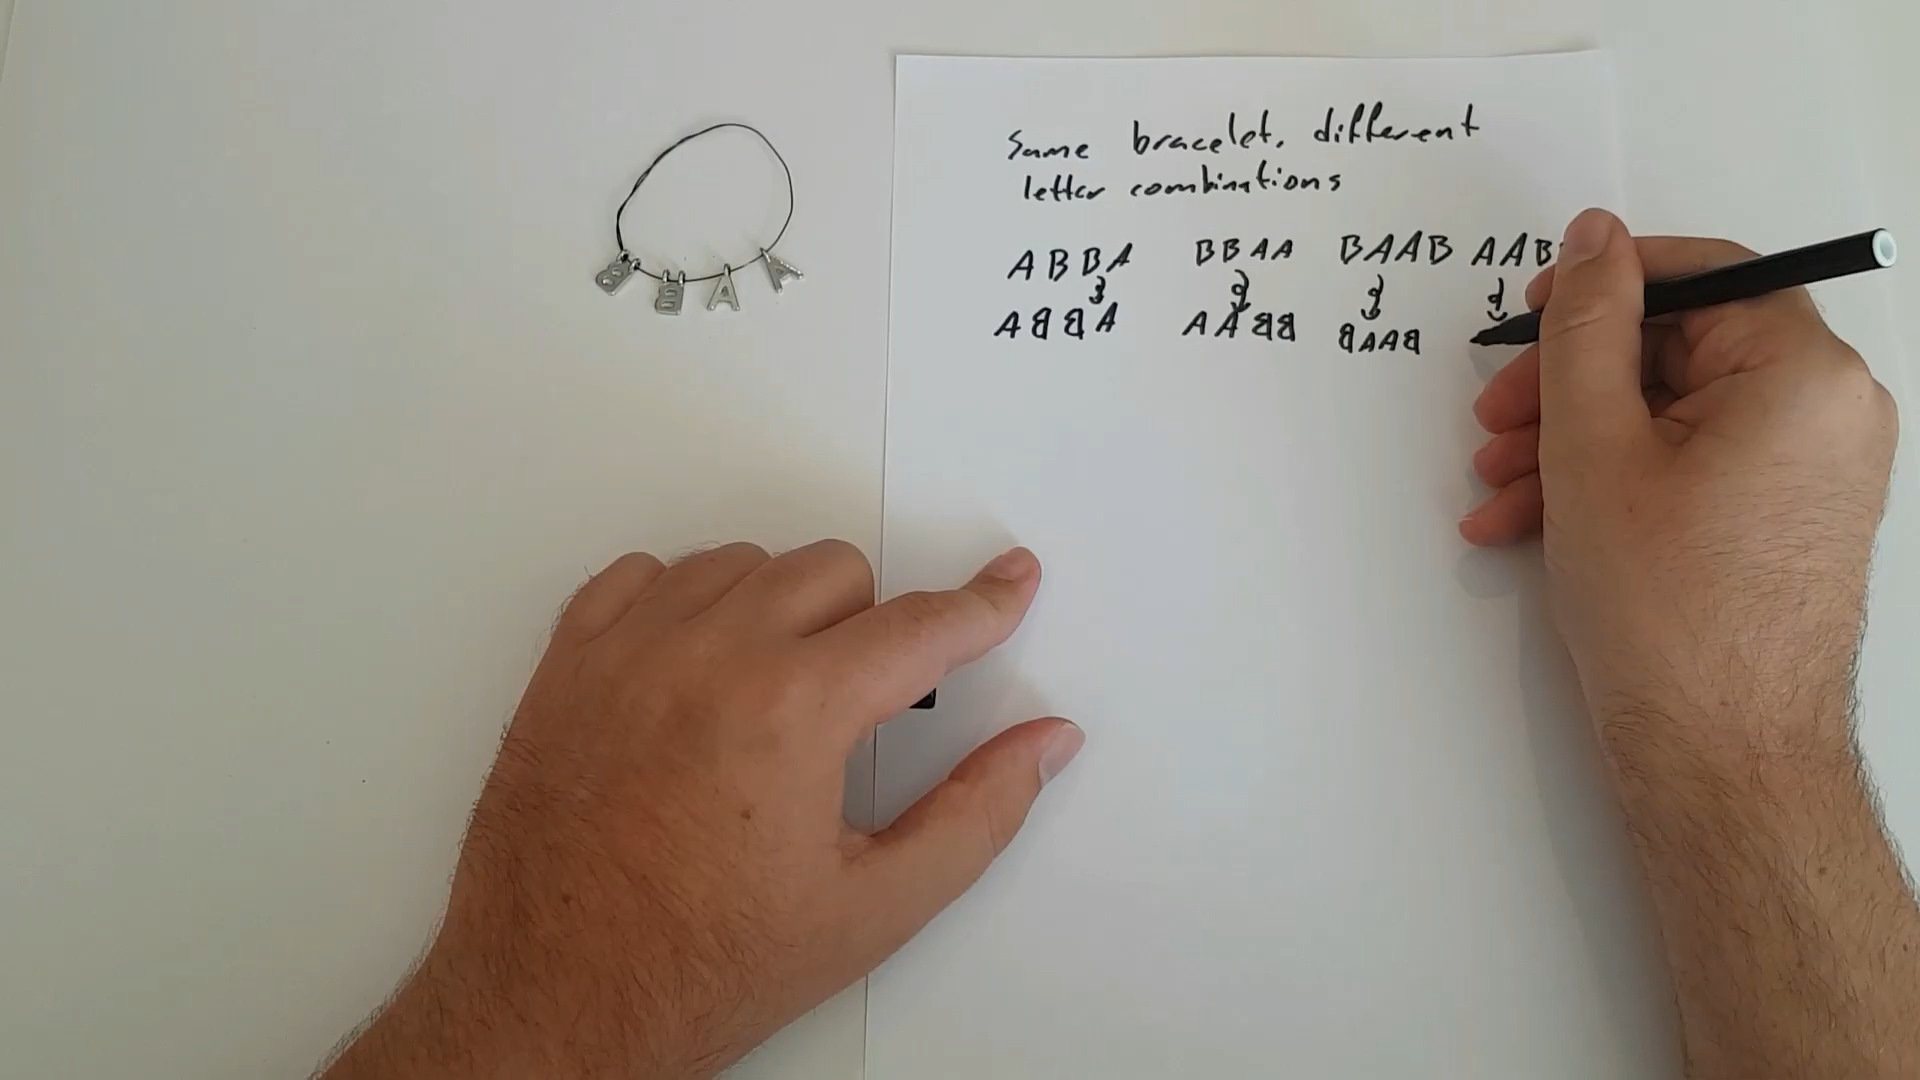 Same bracelet, different
letter combinations
ABBA BBAA BAAB AAB
ABBA AABB BAAB
BBAA